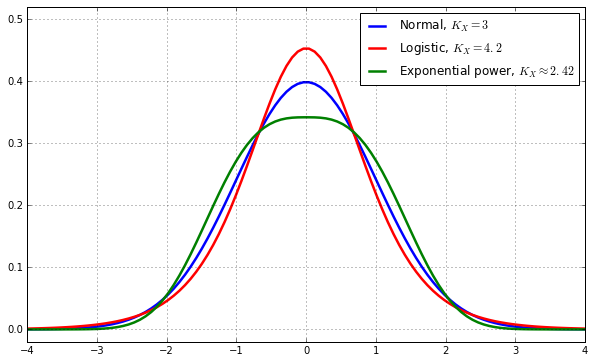 0.5
0.4
0.3
0.2
0.1
0.0
Normal, $K_X = 3$
Logistic, $K_X = 4.2$
Exponential power, $K_X \approx 2.42$
−4 −3 −2 −1 0 1 2 3 4